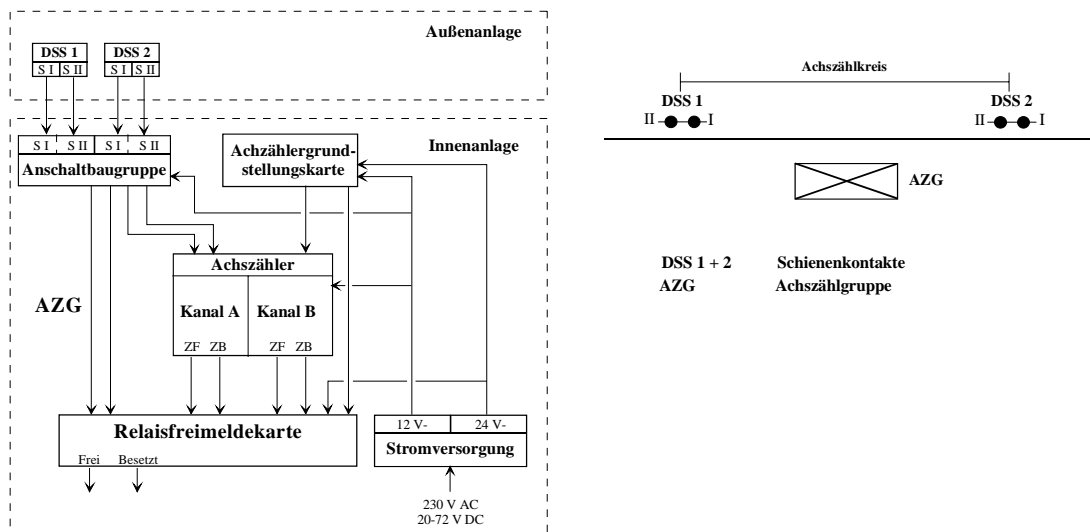 Außenanlage
DSS 1 DSS 2
S I S II S I S II
Innenanlage
S I S II S I S II
Anschaltbaugruppe
Achzählergrund-
stellungskarte
Achszähler
AZG
Kanal A Kanal B
ZF ZB ZF ZB
Relaisfreimeldekarte
Frei Besetzt
12 V- 24 V-
Stromversorgung
230 V AC
20-72 V DC
Achszählkreis
DSS 1 DSS 2
II I II I
AZG
DSS 1 + 2 Schienenkontakte
AZG Achszählgruppe